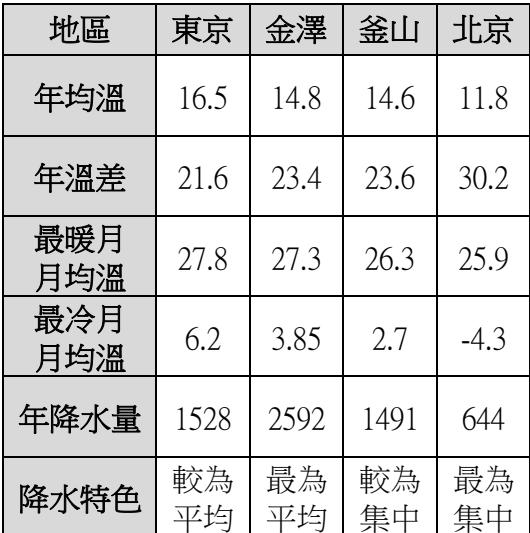 地區 東京 金澤 釜山 北京
年均溫 16.5 14.8 14.6 11.8
年溫差 21.6 23.4 23.6 30.2
最暖月
月均溫 27.8 27.3 26.3 25.9
最冷月
月均溫 6.2 3.85 2.7 -4.3
年降水量 1528 2592 1491 644
降水特色 較為 最為 較為 最為
平均 平均 集中 集中